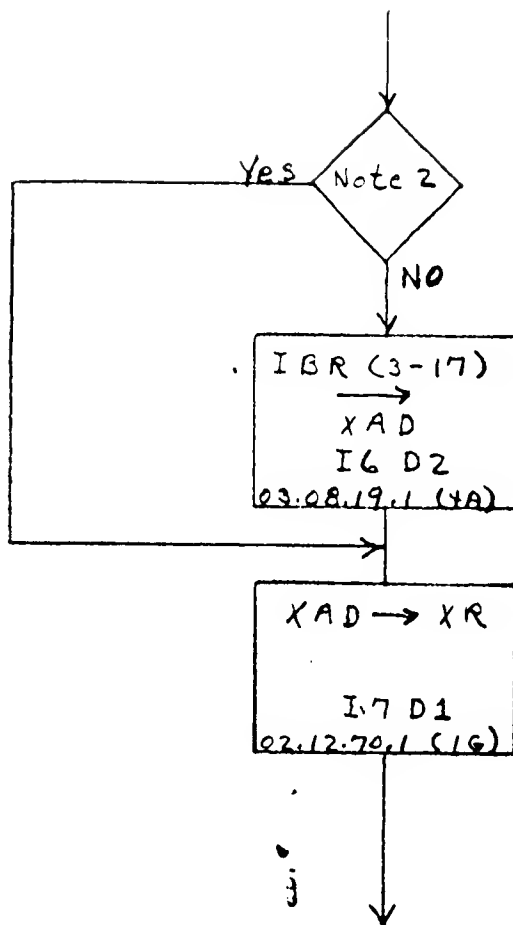 Yes
Note 2
NO
IBR (3-17)
→
XAD
I6 D2
03.08.19.1 (4A)
XAD → XR
I.7 D1
02.12.70.1 (1G)